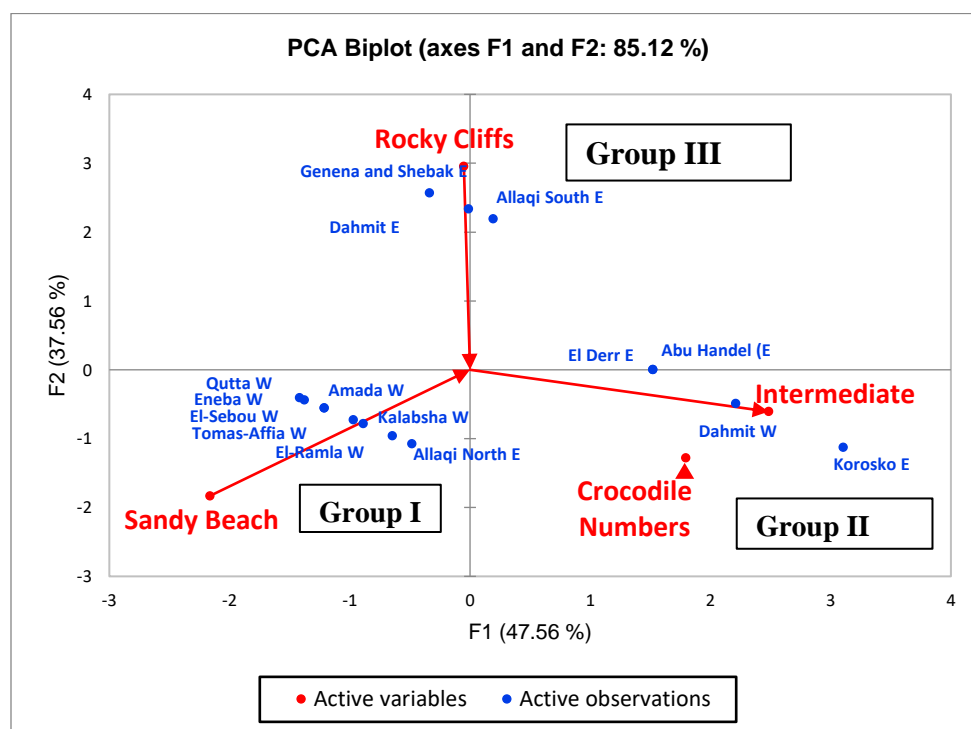 PCA Biplot (axes F1 and F2: 85.12 %)
4
Rocky Cliffs
Group III
3
Genena and Shebak E
Allaqi South E
2
Dahmit E
F2 (37.56 %)
1
El Derr E
Abu Handel (E
0
Qutta W
Amada W
Intermediate
Eneba W
El-Sebou W
Kalabsha W
-1
Tomas-Affia W
Dahmit W
El-Ramla W
Allaqi North E
Korosko E
Crocodile
Numbers
-2
Sandy Beach
Group I
Group II
-3
-3
-2
-1
0
1
2
3
4
F1 (47.56 %)
Active variables
Active observations